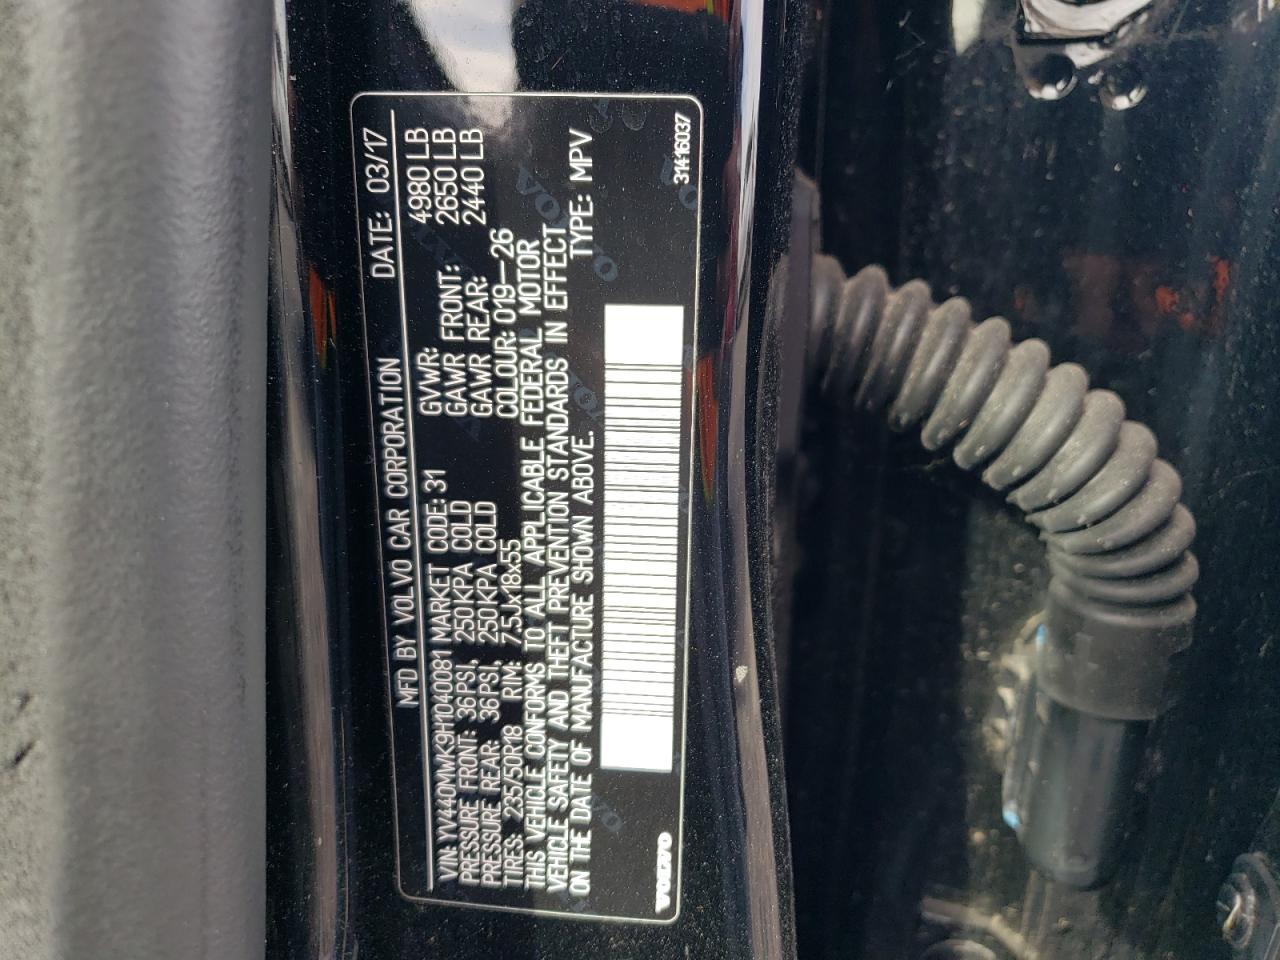 MFD BY VOLVO CAR CORPORATION DATE: 03/17
VIN: YV440MWK9H1040081 MARKET CODE: 31 GVWR: 4980 LB
PRESSURE FRONT: 36PSI, 250KPA COLD GAWR FRONT: 2650 LB
PRESSURE REAR: 36PSI, 250KPA COLD GAWR REAR: 2440 LB
TIRES: 235/50R18 RIM: 7.5Jx18x55 COLOUR: 019-26
THIS VEHICLE CONFORMS TO ALL APPLICABLE FEDERAL MOTOR
VEHICLE SAFETY AND THEFT PREVENTION STANDARDS IN EFFECT
ON THE DATE OF MANUFACTURE SHOWN ABOVE. TYPE: MPV
VOLVO 31416037